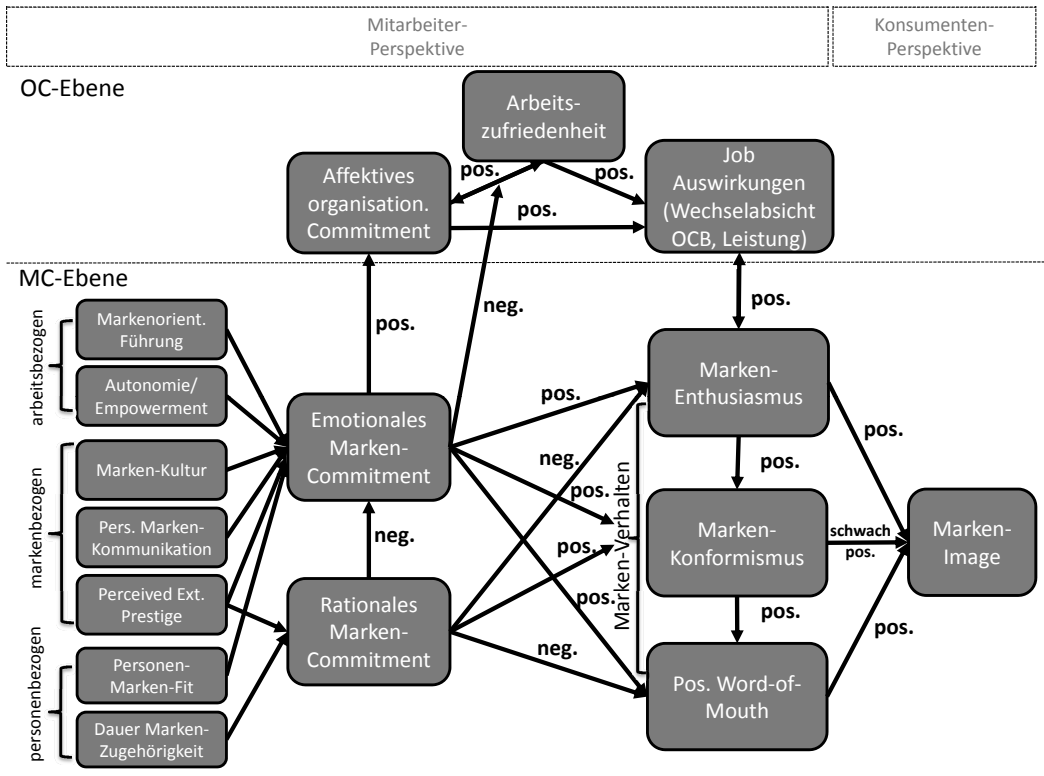 Mitarbeiter-
Perspektive
Konsumenten-
Perspektive
OC-Ebene
Arbeits-
zufriedenheit
Affektives
organisation.
Commitment
pos.
pos.
pos.
Job
Auswirkungen
(Wechselabsicht
OCB, Leistung)
MC-Ebene
arbeitsbezogen
Markenorient.
Führung
Autonomie/
Empowerment
markenbezogen
Marken-Kultur
Pers. Marken-
Kommunikation
Perceived Ext.
Prestige
personenbezogen
Personen-
Marken-Fit
Dauer Marken-
Zugehörigkeit
pos.
neg.
Emotionales
Marken-
Commitment
neg.
Rationales
Marken-
Commitment
pos.
neg.
pos.
pos.
pos.
neg.
Marken-Verhalten
pos.
Marken-
Enthusiasmus
pos.
Marken-
Konformismus
pos.
Pos. Word-of-
Mouth
pos.
schwach
pos.
pos.
Marken-
Image